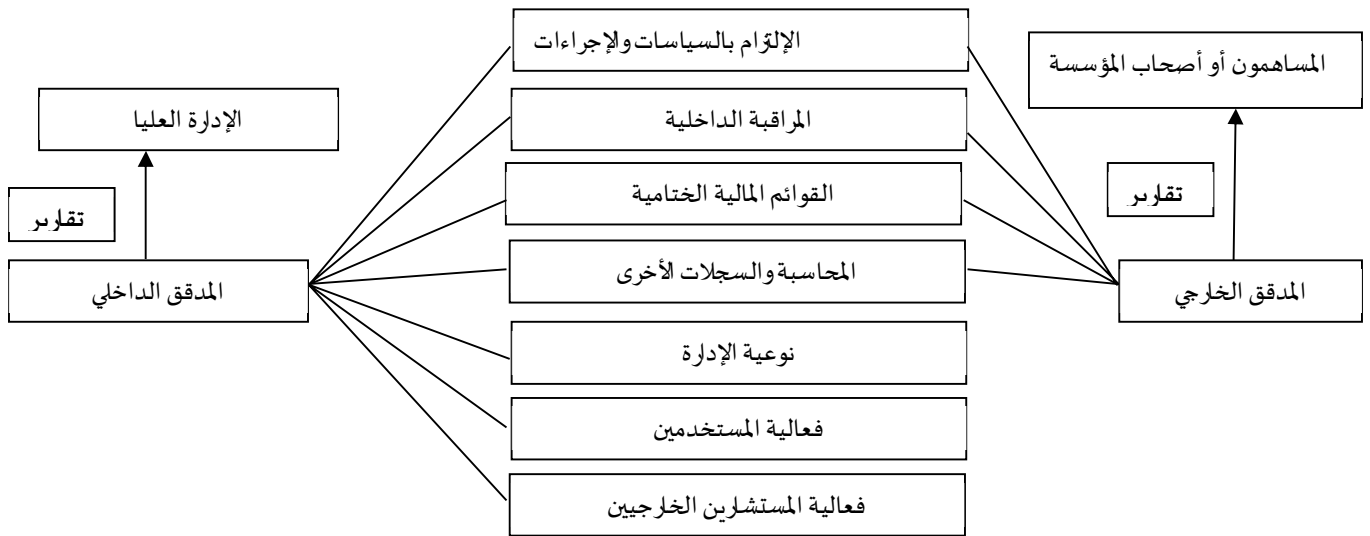 الإلتزام بالسياسات والإجراءات
المساهمون أو أصحاب المؤسسة
المراقبة الداخلية
الإدارة العليا
القوائم المالية الختامية
تقارير
تقارير
المحاسبة والسجلات الأخرى
المدقق الخارجي
المدقق الداخلي
نوعية الإدارة
فعالية المستخدمين
فعالية المستشارين الخارجيين